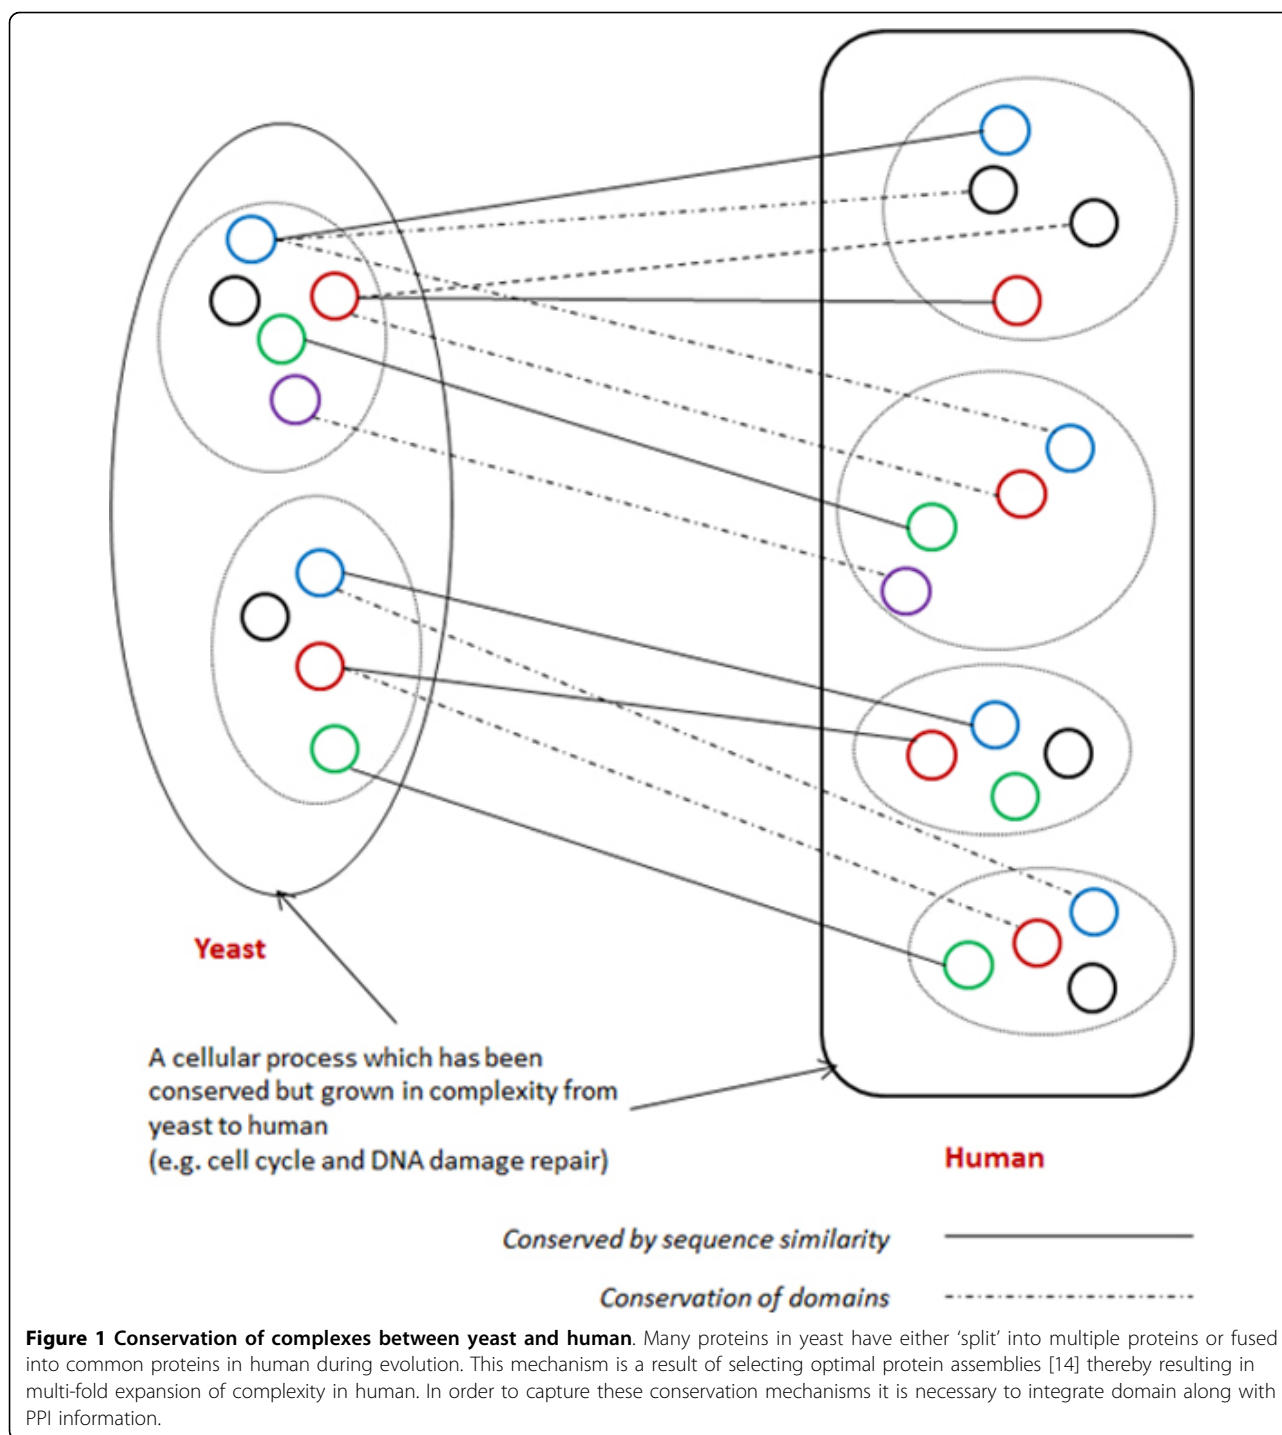 Yeast
A cellular process which has been
conserved but grown in complexity from
yeast to human
(e.g. cell cycle and DNA damage repair)
Human
Conserved by sequence similarity
Conservation of domains
Figure 1 Conservation of complexes between yeast and human. Many proteins in yeast have either ‘split’ into multiple proteins or fused
into common proteins in human during evolution. This mechanism is a result of selecting optimal protein assemblies [14] thereby resulting in
multi-fold expansion of complexity in human. In order to capture these conservation mechanisms it is necessary to integrate domain along with
PPI information.